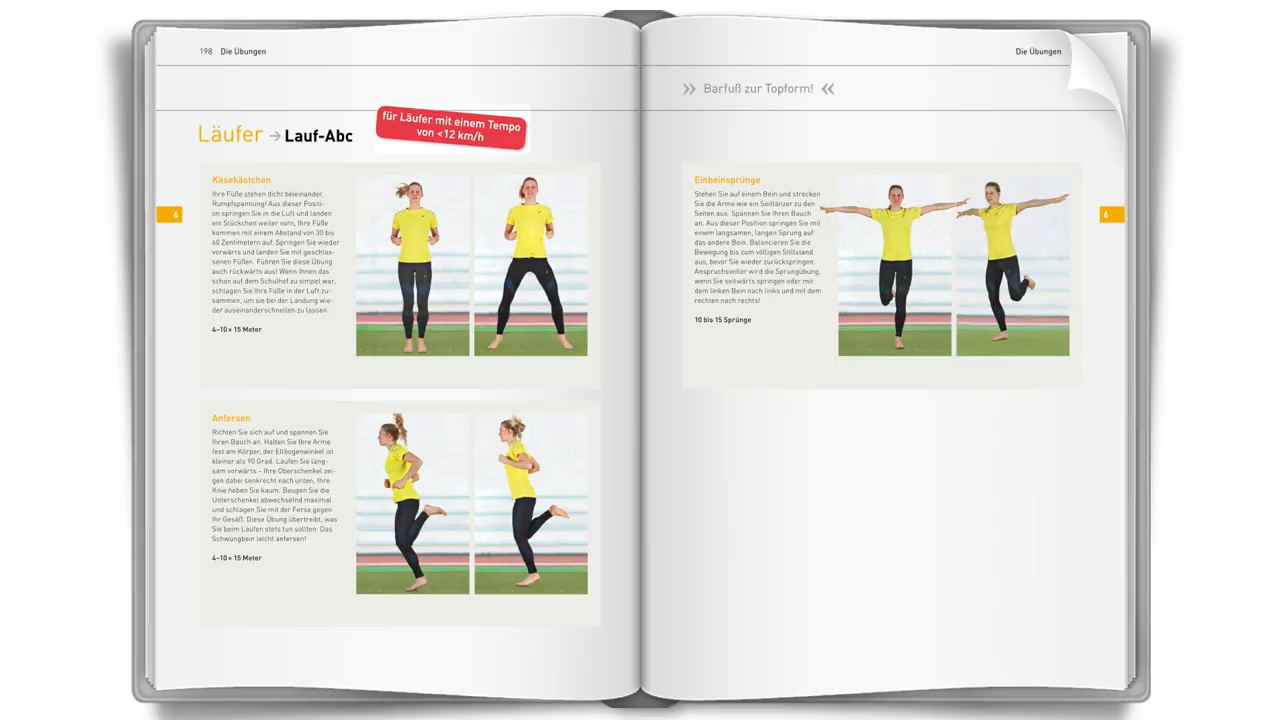 198 Die Übungen
Läufer → Lauf-Abc
für Läufer mit einem Tempo
von <12 km/h
Käsekästchen
Ihre Füße stehen dicht beieinander.
Rumpfspannung! Aus dieser Positi-
on springen Sie in die Luft und landen
ein Stückchen weiter vorn, Ihre Füße
kommen mit einem Abstand von 30 bis
60 Zentimetern auf. Springen Sie wieder
vorwärts und landen Sie mit geschlos-
senen Füßen. Führen Sie diese Übung
auch rückwärts aus! Wenn Ihnen das
schon auf dem Schulhof zu simpel war,
schlagen Sie Ihre Füße in der Luft zu-
sammen, um sie bei der Landung wie-
der auseinanderschnellen zu lassen.
4–10 × 15 Meter
6
Anfersen
Richten Sie sich auf und spannen Sie
Ihren Bauch an. Halten Sie Ihre Arme
fest am Körper, der Ellbogenwinkel ist
kleiner als 90 Grad. Laufen Sie lang-
sam vorwärts – Ihre Oberschenkel zei-
gen dabei senkrecht nach unten, Ihre
Knie heben Sie kaum. Beugen Sie die
Unterschenkel abwechselnd maximal
und schlagen Sie mit der Ferse gegen
Ihr Gesäß. Diese Übung übertreibt, was
Sie beim Laufen stets tun sollten: Das
Schwungbein leicht anfersen!
4–10 × 15 Meter
Die Übungen
» Barfuß zur Topform! «
Einbeinsprünge
Stehen Sie auf einem Bein und strecken
Sie die Arme wie ein Seiltänzer zu den
Seiten aus. Spannen Sie Ihren Bauch
an. Aus dieser Position springen Sie mit
einem langsamen, langen Sprung auf
das andere Bein. Balancieren Sie die
Bewegung bis zum völligen Stillstand
aus, bevor Sie wieder zurückspringen.
Anspruchsvoller wird die Sprungübung,
wenn Sie seitwärts springen oder mit
dem linken Bein nach links und mit dem
rechten nach rechts!
10 bis 15 Sprünge
6